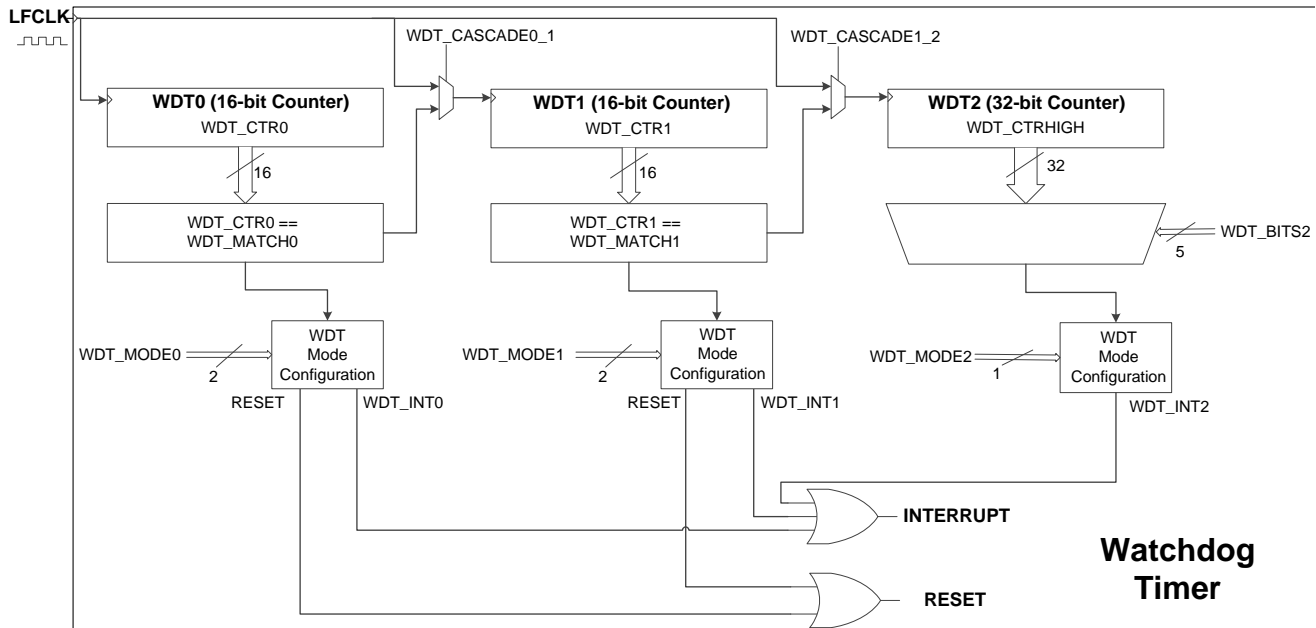 LFCLK
WDT_CASCADE0_1
WDT_CASCADE1_2
WDT0 (16-bit Counter)
WDT_CTR0
WDT1 (16-bit Counter)
WDT_CTR1
WDT2 (32-bit Counter)
WDT_CTRHIGH
16
16
32
WDT_CTR0 ==
WDT_MATCH0
WDT_CTR1 ==
WDT_MATCH1
WDT_BITS2
5
WDT_MODE0
2
WDT
Mode
Configuration
WDT_MODE1
2
WDT
Mode
Configuration
WDT_MODE2
1
WDT
Mode
Configuration
RESET
WDT_INT0
RESET
WDT_INT1
WDT_INT2
INTERRUPT
RESET
Watchdog
Timer